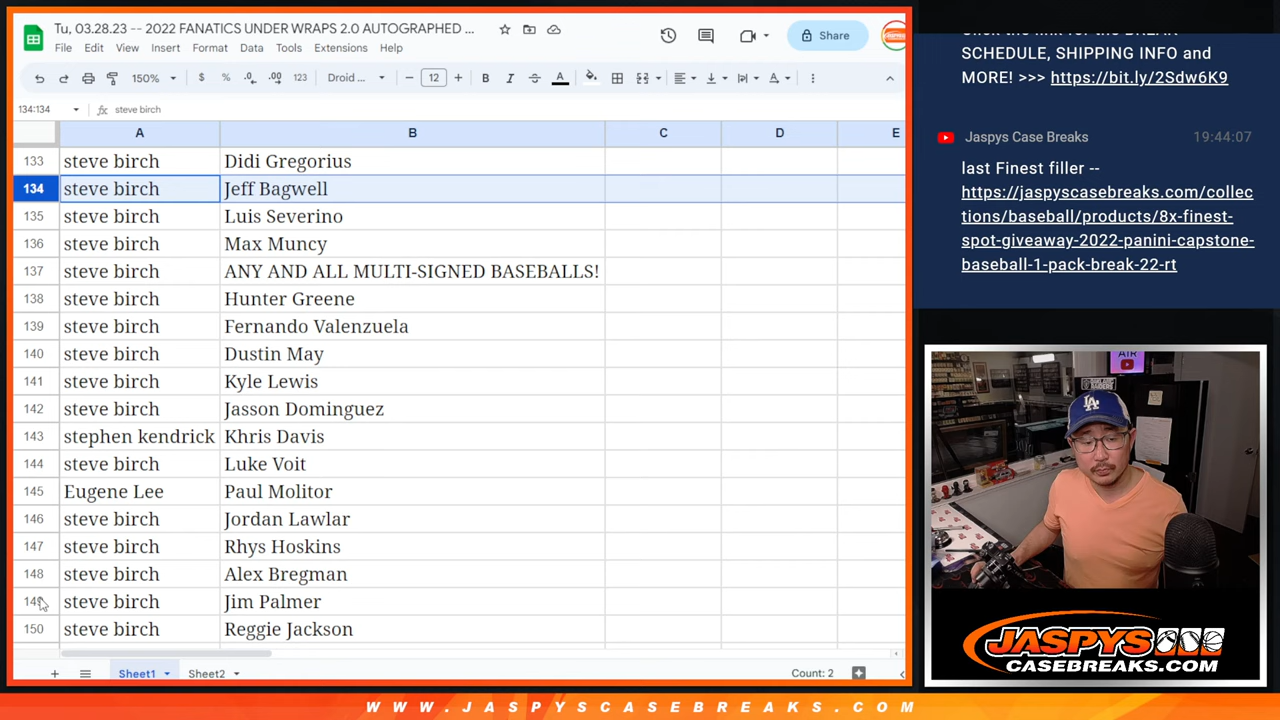 Tu, 03.28.23 -- 2022 FANATICS UNDER WRAPS 2.0 AUTOGRAPHED ...
File Edit View Insert Format Data Tools Extensions Help
Share
150% $ % .0 .00 123 Droid ... 12 B I A
134:134 fx steve birch
A B C D E
133 steve birch Didi Gregorius
134 steve birch Jeff Bagwell
135 steve birch Luis Severino
136 steve birch Max Muncy
137 steve birch ANY AND ALL MULTI-SIGNED BASEBALLS!
138 steve birch Hunter Greene
139 steve birch Fernando Valenzuela
140 steve birch Dustin May
141 steve birch Kyle Lewis
142 steve birch Jasson Dominguez
143 stephen kendrick Khris Davis
144 steve birch Luke Voit
145 Eugene Lee Paul Molitor
146 steve birch Jordan Lawlar
147 steve birch Rhys Hoskins
148 steve birch Alex Bregman
149 steve birch Jim Palmer
150 steve birch Reggie Jackson
Sheet1 Sheet2 Count: 2
SCHEDULE, SHIPPING INFO and
MORE! >>> https://bit.ly/2Sdw6K9
Jaspys Case Breaks 19:44:07
last Finest filler --
https://jaspyscasebreaks.com/collec
tions/baseball/products/8x-finest-
spot-giveaway-2022-panini-capstone-
baseball-1-pack-break-22-rt
AIR
LA
JASPYS
CASEBREAKS.COM
WWW.JASPYSCASEBREAKS.COM